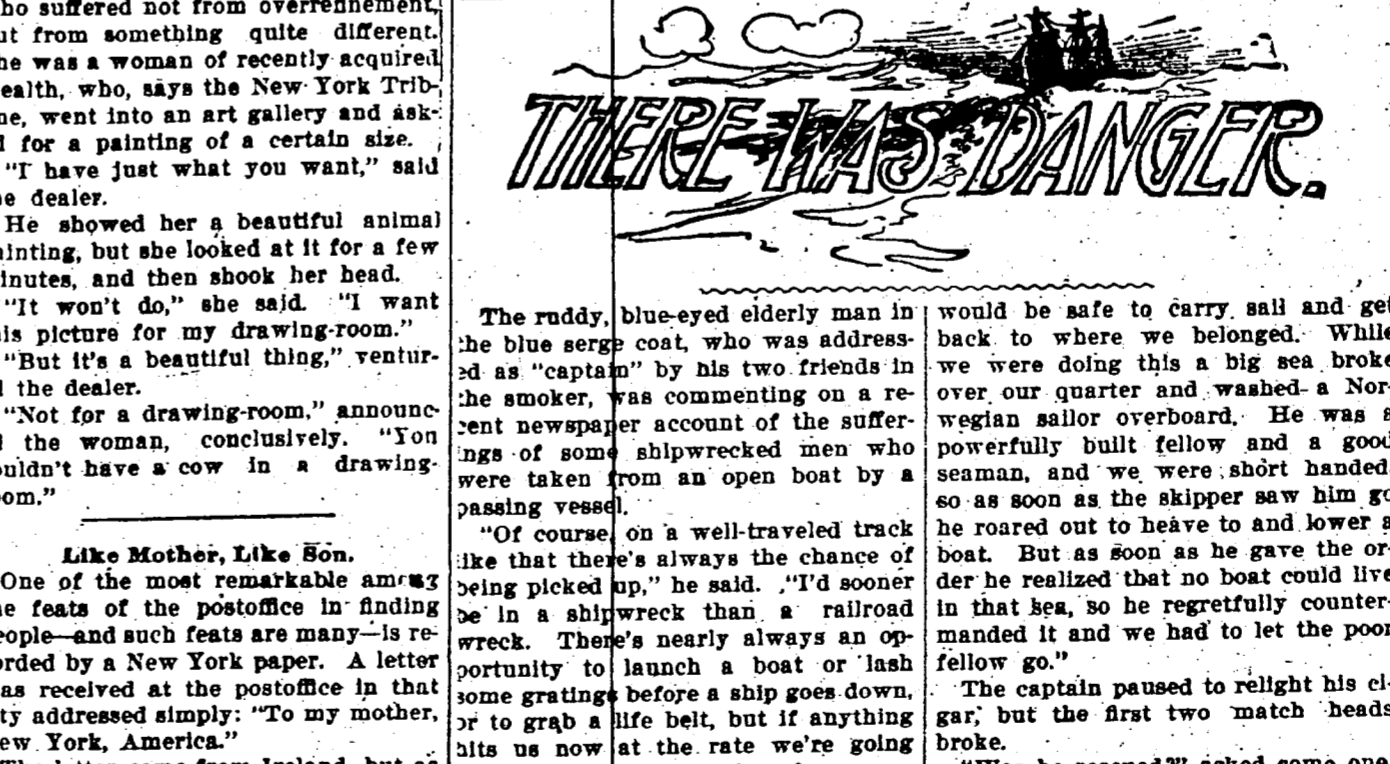 ho suffered not from overrefinement,
ut from something quite different.
he was a woman of recently acquired
ealth, who, says the New York Trib-
ne, went into an art gallery and ask-
d for a painting of a certain size.
"I have just what you want," said
e dealer.
He showed her a beautiful animal
ainting, but she looked at it for a few
inutes, and then shook her head.
"It won't do," she said. "I want
is picture for my drawing-room."
"But it's a beautiful thing," ventur-
d the dealer.
"Not for a drawing-room," announc-
d the woman, conclusively. "You
ouldn't have a cow in a drawing-
oom."
Like Mother, Like Son.
One of the most remarkable among
e feats of the postoffice in finding
eople—and such feats are many—is re-
orded by a New York paper. A letter
as received at the postoffice in that
ty addressed simply: "To my mother,
ew York, America."
THERE WAS DANGER.
The ruddy, blue-eyed elderly man in
the blue serge coat, who was address-
ed as "captain" by his two friends in
the smoker, was commenting on a re-
cent newspaper account of the suffer-
ings of some shipwrecked men who
were taken from an open boat by a
passing vessel.
"Of course, on a well-traveled track
like that there's always the chance of
being picked up," he said. "I'd sooner
be in a shipwreck than a railroad
wreck. There's nearly always an op-
portunity to launch a boat or lash
some gratings before a ship goes down,
or to grab a life belt, but if anything
hits us now at the rate we're going
would be safe to carry sail and get
back to where we belonged. While
we were doing this a big sea broke
over our quarter and washed a Nor-
wegian sailor overboard. He was a
powerfully built fellow and a good
seaman, and we were short handed,
so as soon as the skipper saw him go
he roared out to heave to and lower a
boat. But as soon as he gave the or-
der he realized that no boat could live
in that sea, so he regretfully counter-
manded it and we had to let the poor
fellow go."
The captain paused to relight his ci-
gar, but the first two match heads
broke.